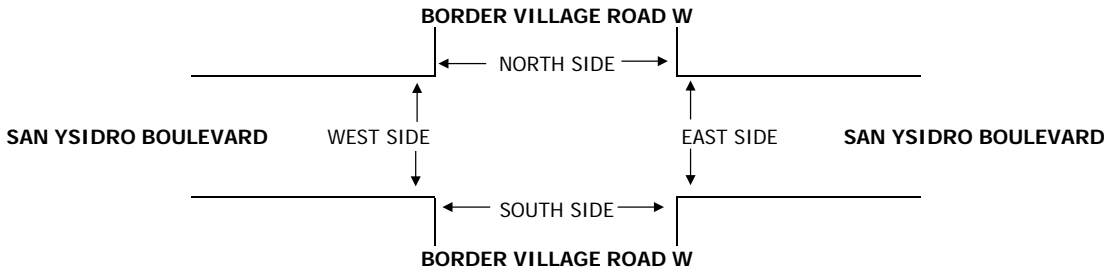 BORDER VILLAGE ROAD W
NORTH SIDE
SAN YSIDRO BOULEVARD WEST SIDE EAST SIDE SAN YSIDRO BOULEVARD
SOUTH SIDE
BORDER VILLAGE ROAD W